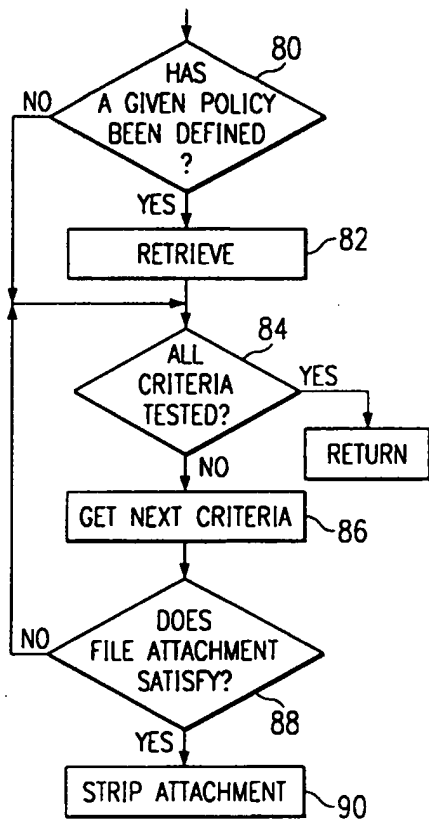 80
HAS
A GIVEN POLICY
BEEN DEFINED
?
NO
YES
RETRIEVE
82
84
ALL
CRITERIA
TESTED?
YES
RETURN
NO
GET NEXT CRITERIA
86
DOES
FILE ATTACHMENT
SATISFY?
NO
88
YES
STRIP ATTACHMENT
90